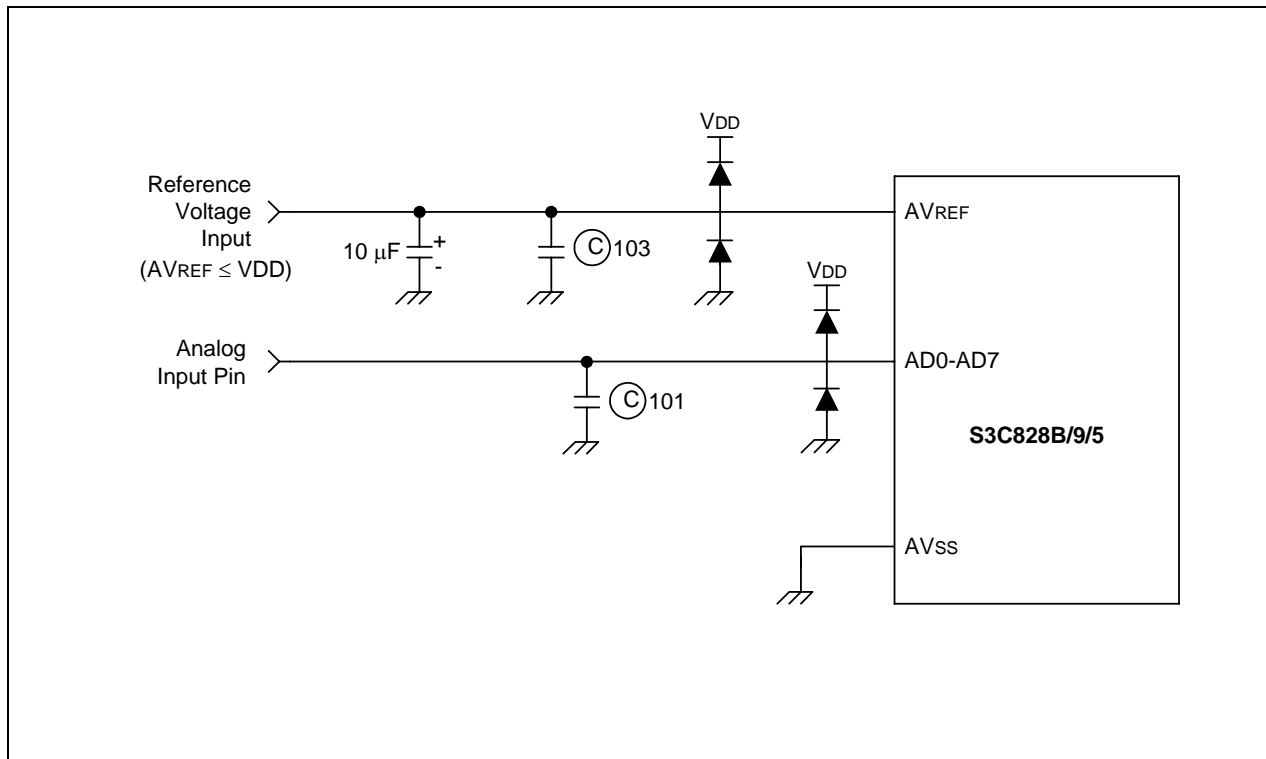 VDD
Reference
Voltage
Input
(AVREF ≤ VDD)
10 μF
+
-
C 103
AVREF
VDD
Analog
Input Pin
C 101
AD0-AD7
S3C828B/9/5
AVSS